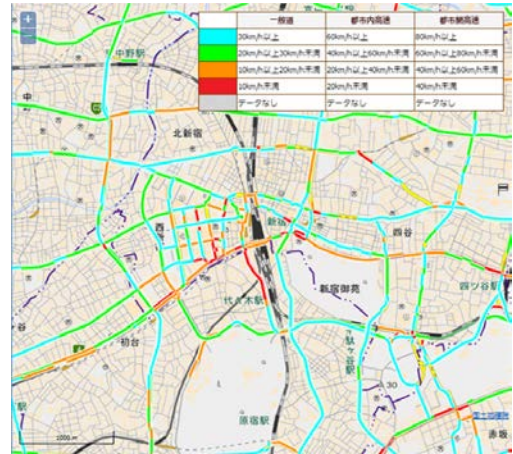 一般道 都市内高速 都市間高速
30km/h以上 60km/h以上 80km/h以上
20km/h以上30km/h未満 40km/h以上60km/h未満 60km/h以上80km/h未満
10km/h以上20km/h未満 20km/h以上40km/h未満 40km/h以上60km/h未満
10km/h未満 20km/h未満 40km/h未満
データなし データなし データなし
中野駅
北新宿
新宿
四谷
新宿御苑
四ツ谷駅
代々木駅
初台
千駄ヶ谷駅
原宿駅
赤坂
1000 m